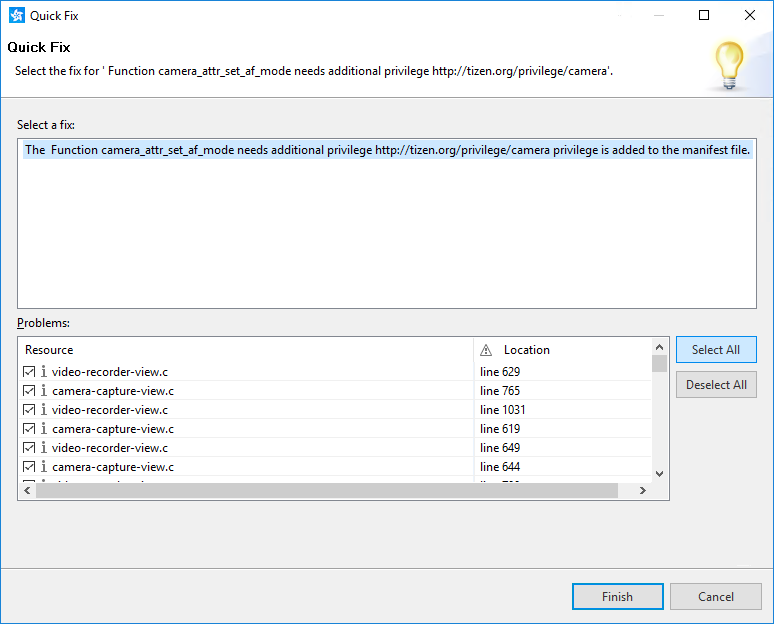 Quick Fix
Quick Fix
Select the fix for ' Function camera_attr_set_af_mode needs additional privilege http://tizen.org/privilege/camera'.
Select a fix:
The  Function camera_attr_set_af_mode needs additional privilege http://tizen.org/privilege/camera privilege is added to the manifest file.
Problems:
Resource Location
video-recorder-view.c line 629
camera-capture-view.c line 765
video-recorder-view.c line 1031
camera-capture-view.c line 619
video-recorder-view.c line 649
camera-capture-view.c line 644
Select All
Deselect All
Finish Cancel